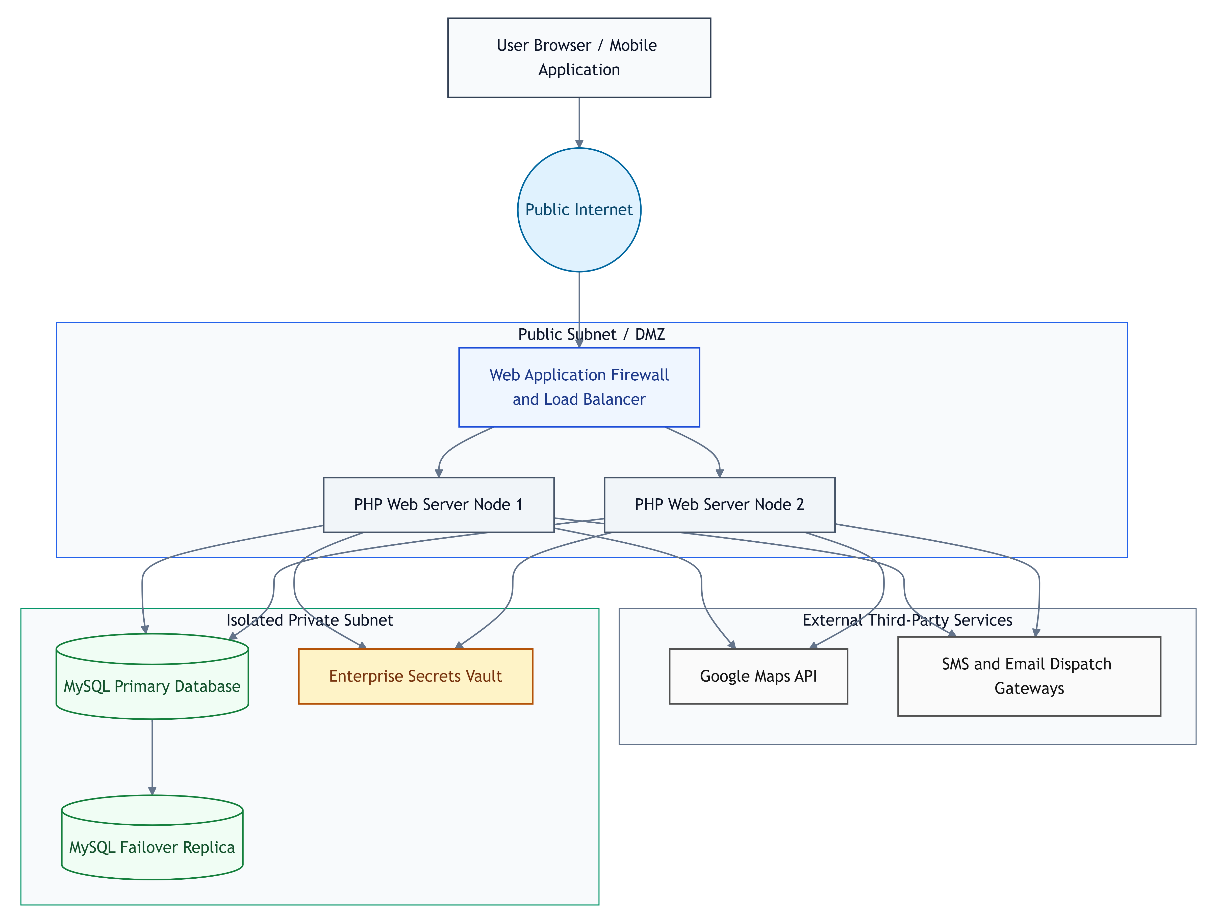 User Browser / Mobile
Application
Public Internet
Public Subnet / DMZ
Web Application Firewall
and Load Balancer
PHP Web Server Node 1
PHP Web Server Node 2
Isolated Private Subnet
External Third-Party Services
MySQL Primary Database
Enterprise Secrets Vault
Google Maps API
SMS and Email Dispatch
Gateways
MySQL Failover Replica